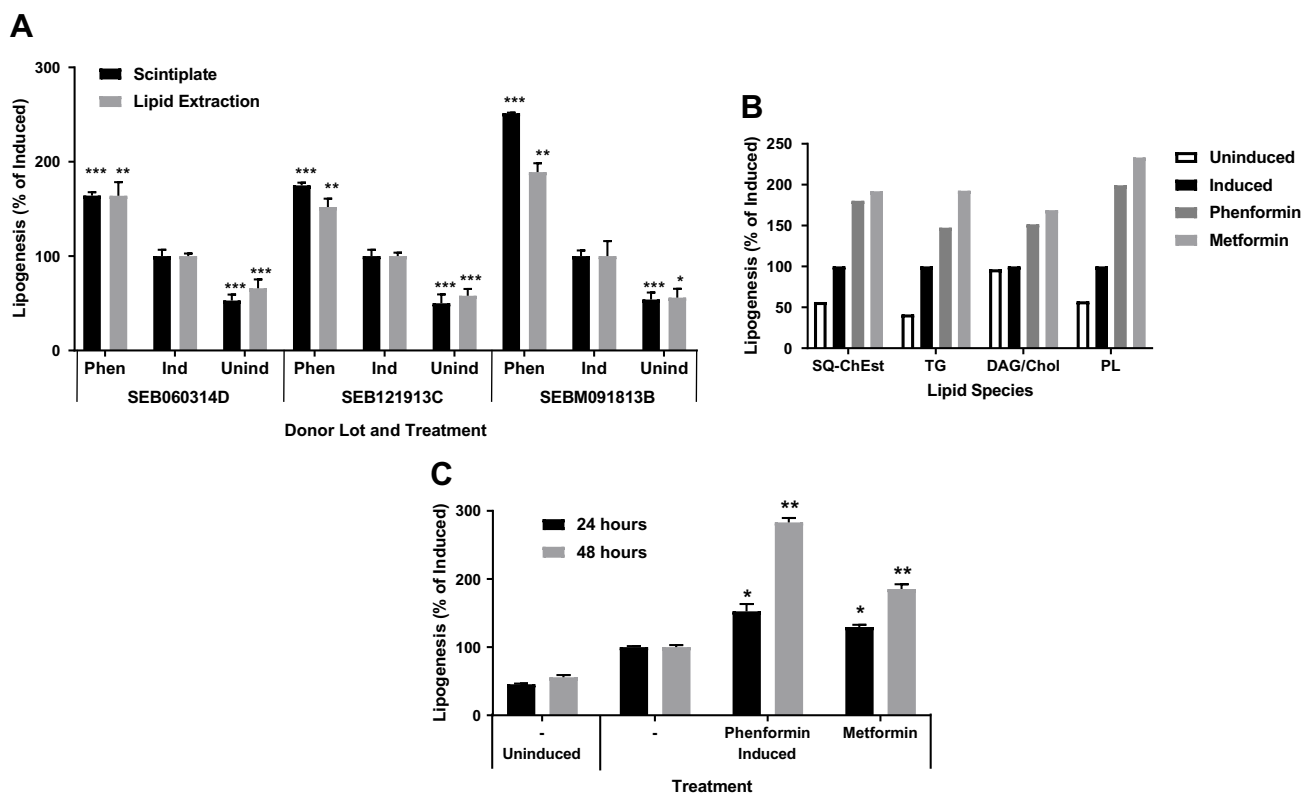 A
Scintiplate
Lipid Extraction
Lipogenesis (% of Induced)
300
200
100
0
*** ** *** *** *** ** *** *** *** ** *** *
Phen Ind Unind Phen Ind Unind Phen Ind Unind
SEB060314D SEB121913C SEBM091813B
Donor Lot and Treatment
B
Lipogenesis (% of Induced)
250
200
150
100
50
0
SQ-ChEst TG DAG/Chol PL
Lipid Species
Uninduced
Induced
Phenformin
Metformin
C
24 hours
48 hours
Lipogenesis (% of Induced)
300
200
100
0
* ** * **
- - Phenformin Metformin
Uninduced Induced
Treatment